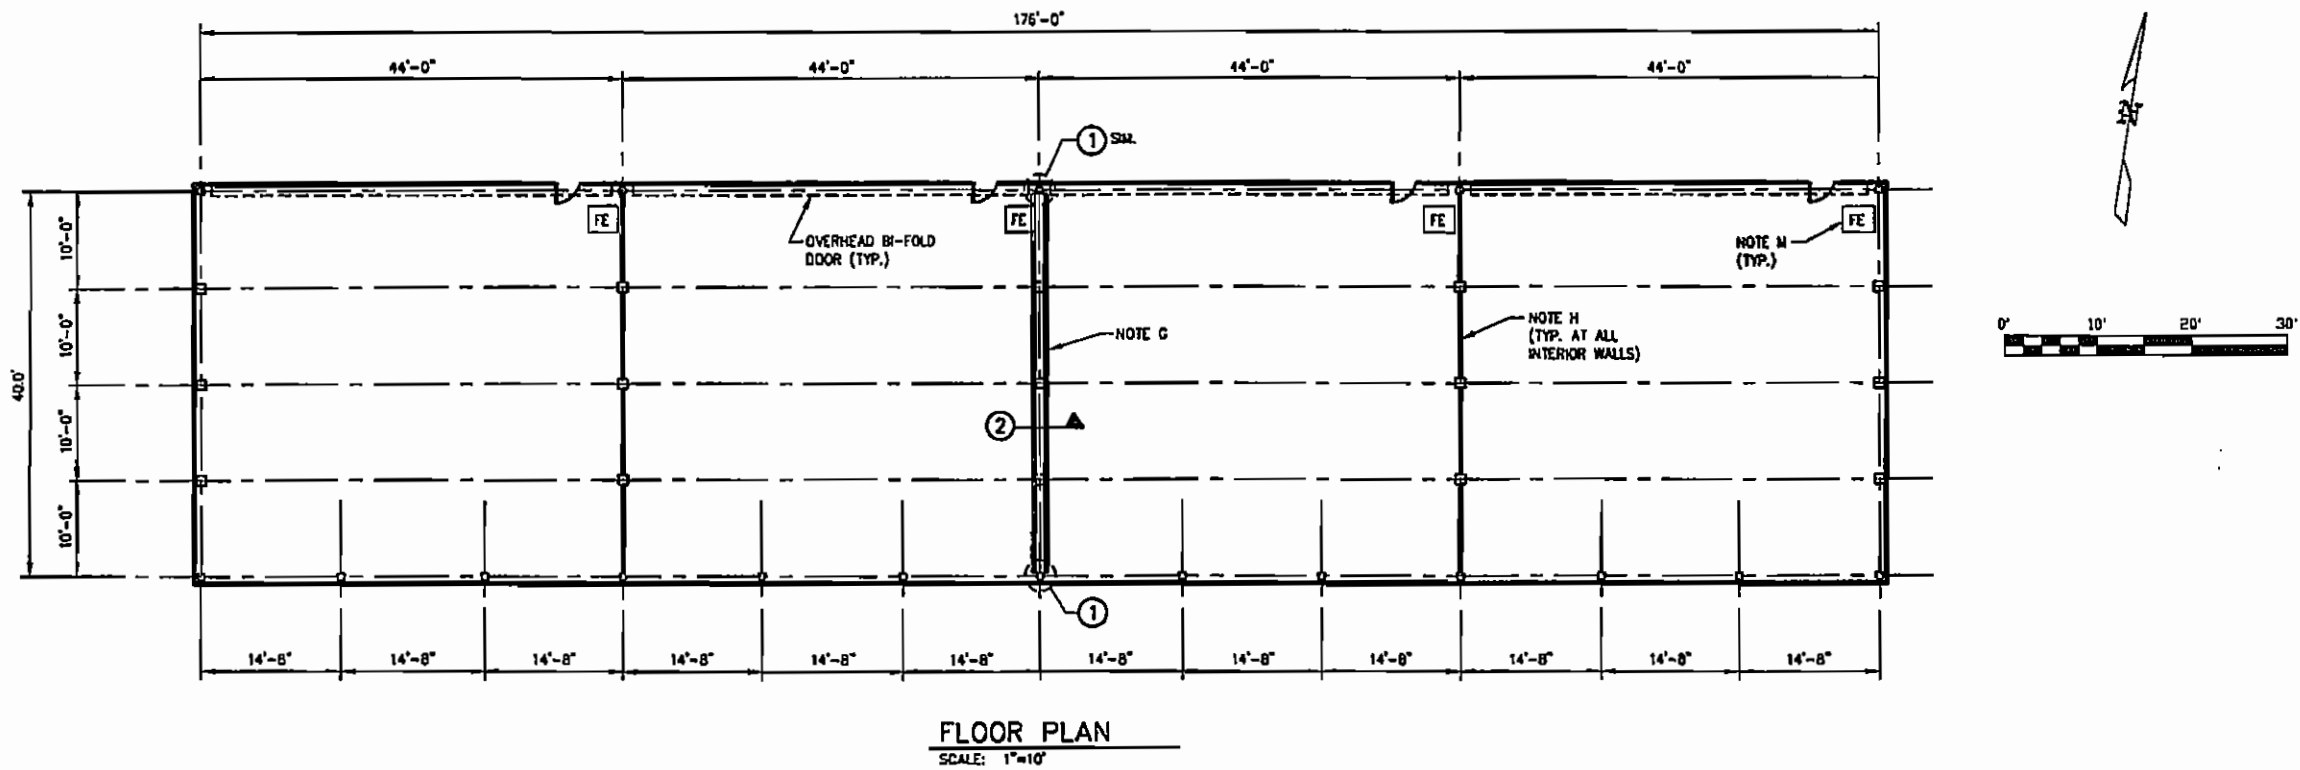 176'-0"
44'-0" 44'-0" 44'-0" 44'-0"
1 SIM.
N
FE FE FE FE
OVERHEAD BI-FOLD
DOOR (TYP.)
NOTE M
(TYP.)
10'-0"
10'-0"
10'-0"
10'-0"
40.0'
NOTE G
NOTE H
(TYP. AT ALL
INTERIOR WALLS)
0' 10' 20' 30'
2
1
14'-8" 14'-8" 14'-8" 14'-8" 14'-8" 14'-8" 14'-8" 14'-8" 14'-8" 14'-8" 14'-8" 14'-8"
FLOOR PLAN
SCALE: 1"=10'